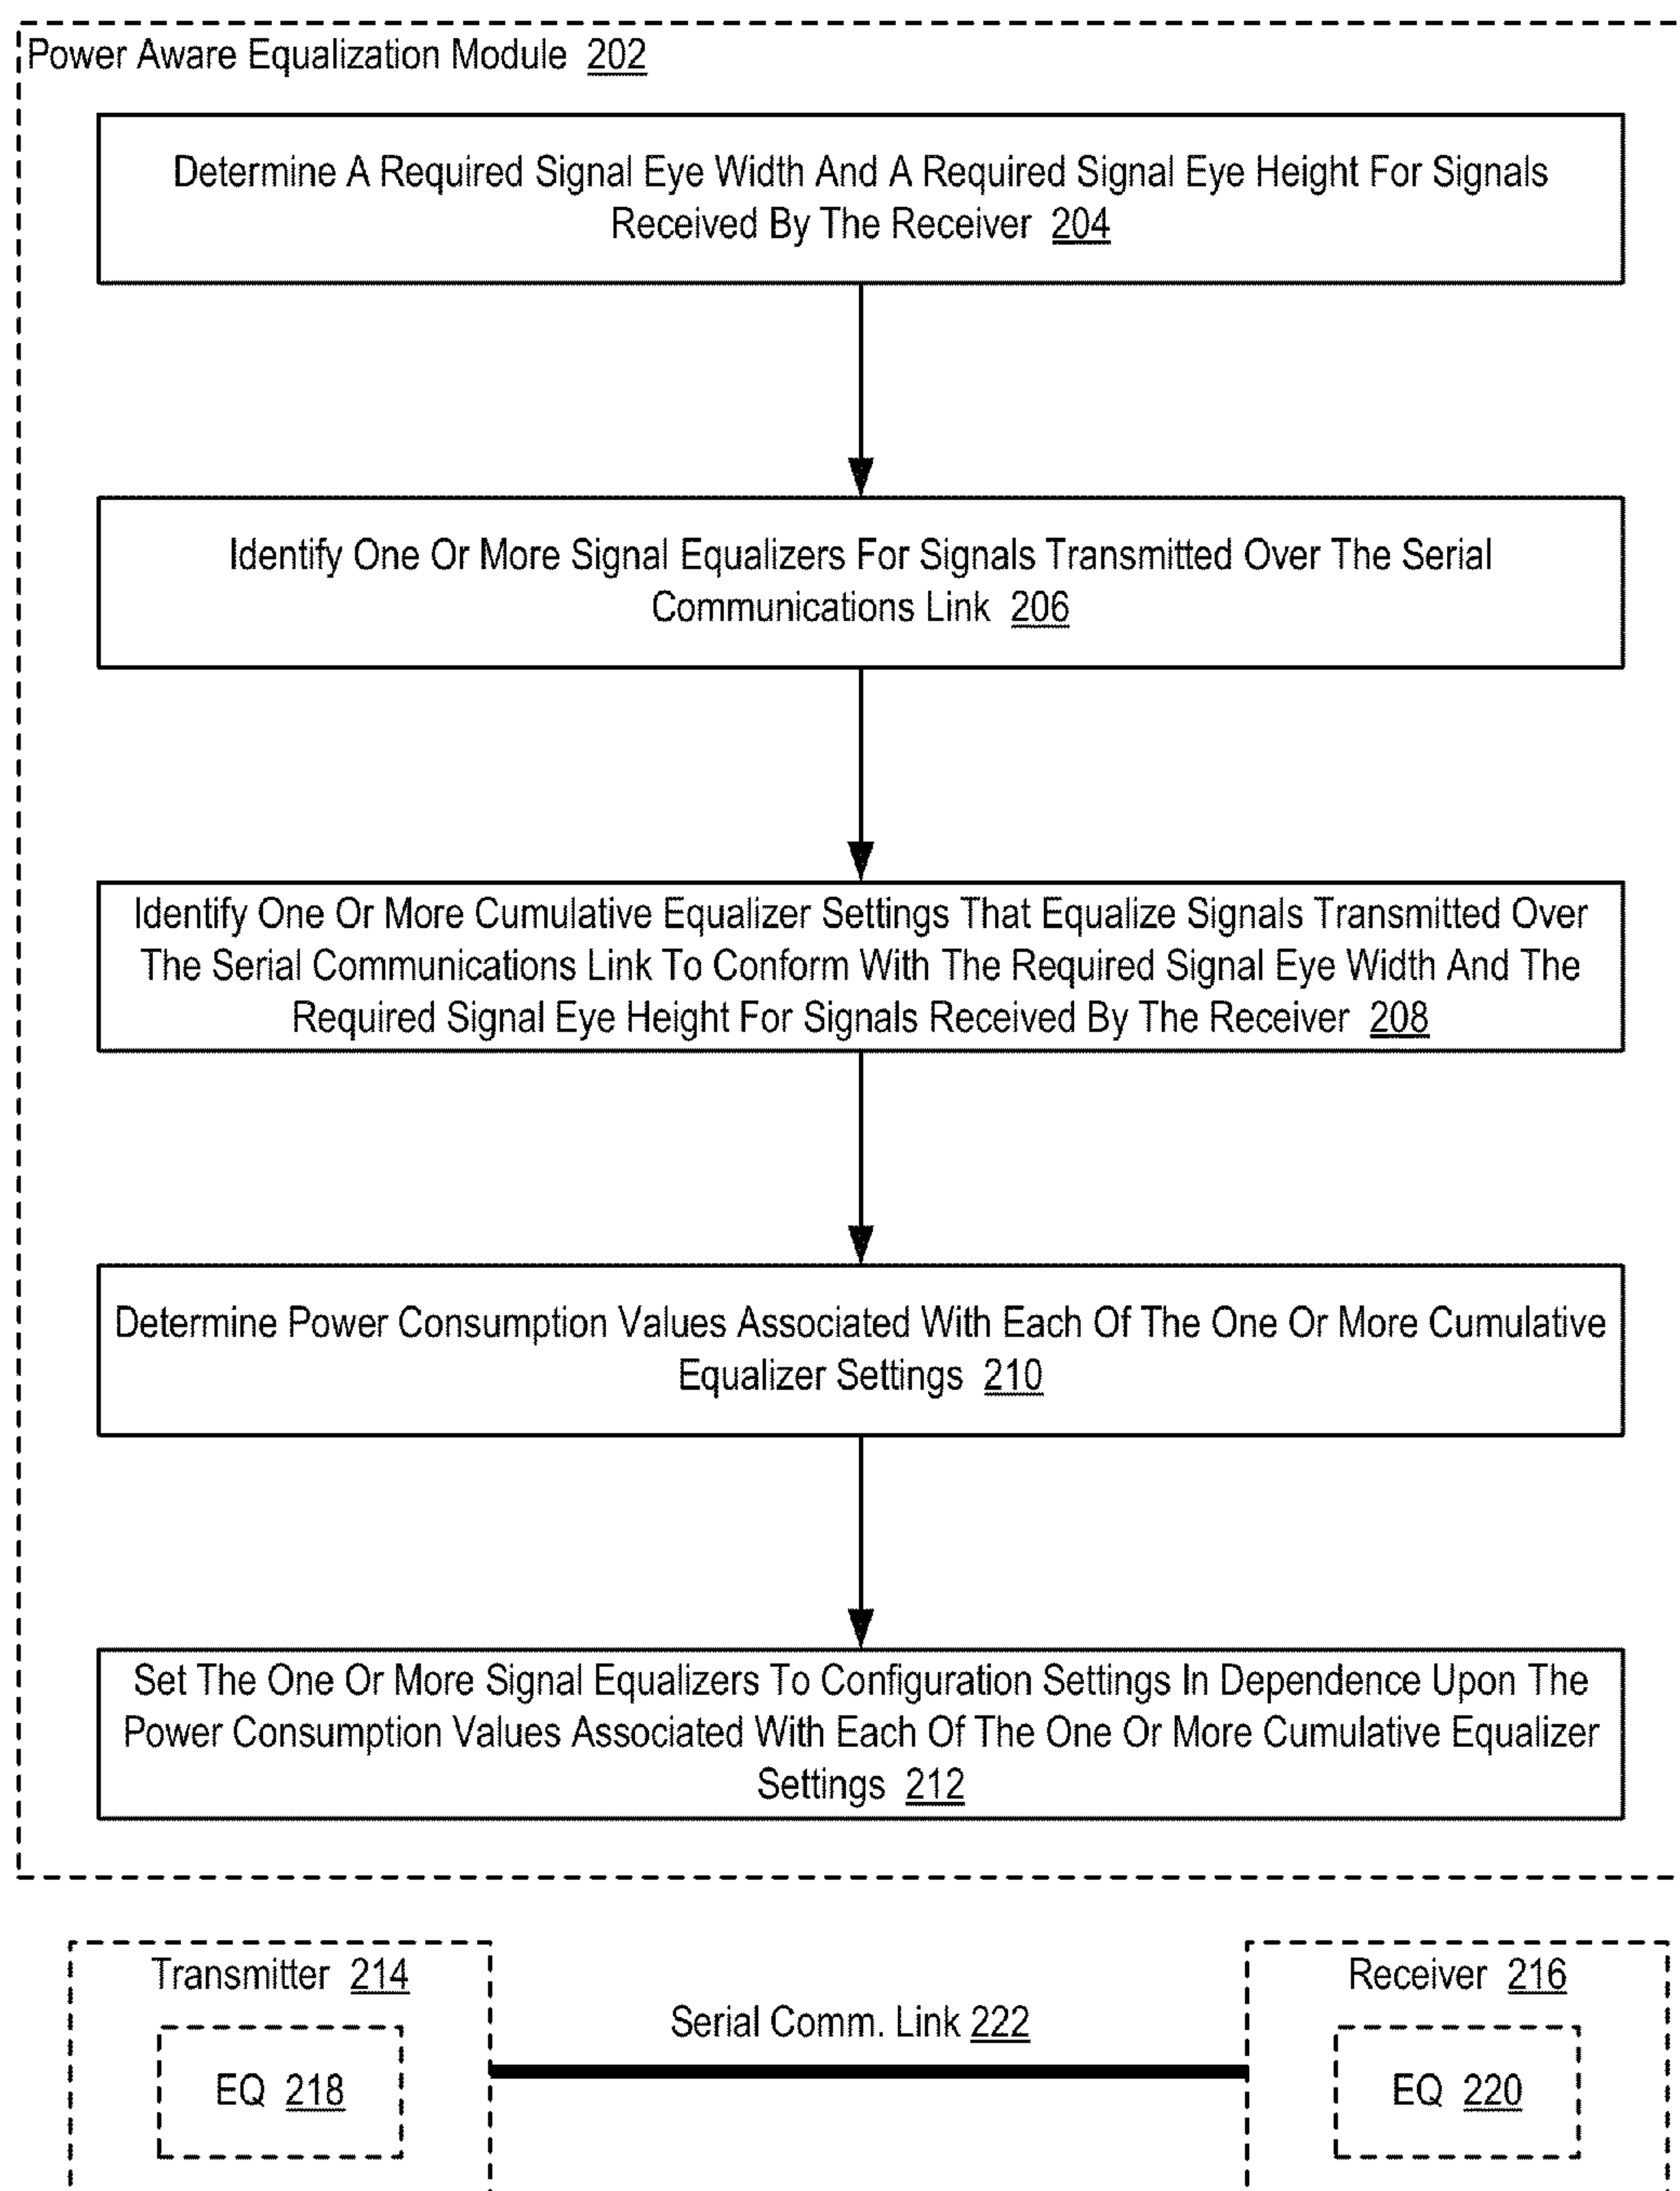 Power Aware Equalization Module 202
Determine A Required Signal Eye Width And A Required Signal Eye Height For Signals
Received By The Receiver 204
Identify One Or More Signal Equalizers For Signals Transmitted Over The Serial
Communications Link 206
Identify One Or More Cumulative Equalizer Settings That Equalize Signals Transmitted Over
The Serial Communications Link To Conform With The Required Signal Eye Width And The
Required Signal Eye Height For Signals Received By The Receiver 208
Determine Power Consumption Values Associated With Each Of The One Or More Cumulative
Equalizer Settings 210
Set The One Or More Signal Equalizers To Configuration Settings In Dependence Upon The
Power Consumption Values Associated With Each Of The One Or More Cumulative Equalizer
Settings 212
Transmitter 214
EQ 218
Serial Comm. Link 222
Receiver 216
EQ 220